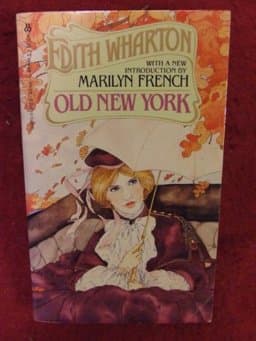 EDITH WHARTON
WITH A NEW
INTRODUCTION BY
MARILYN FRENCH
OLD NEW YORK